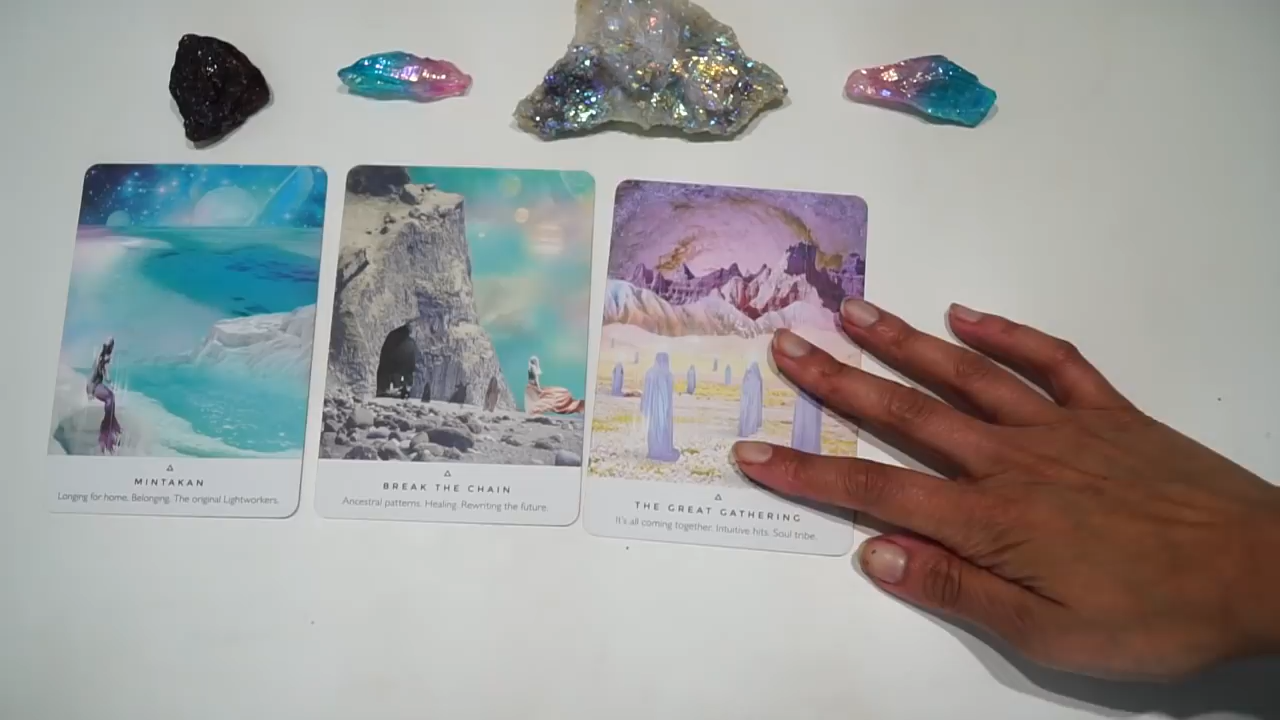 MINTAKAN
Longing for home. Belonging. The original Lightworkers.
BREAK THE CHAIN
Ancestral patterns. Healing. Rewriting the future.
THE GREAT GATHERING
It's all coming together. Intuitive hits. Soul tribe.